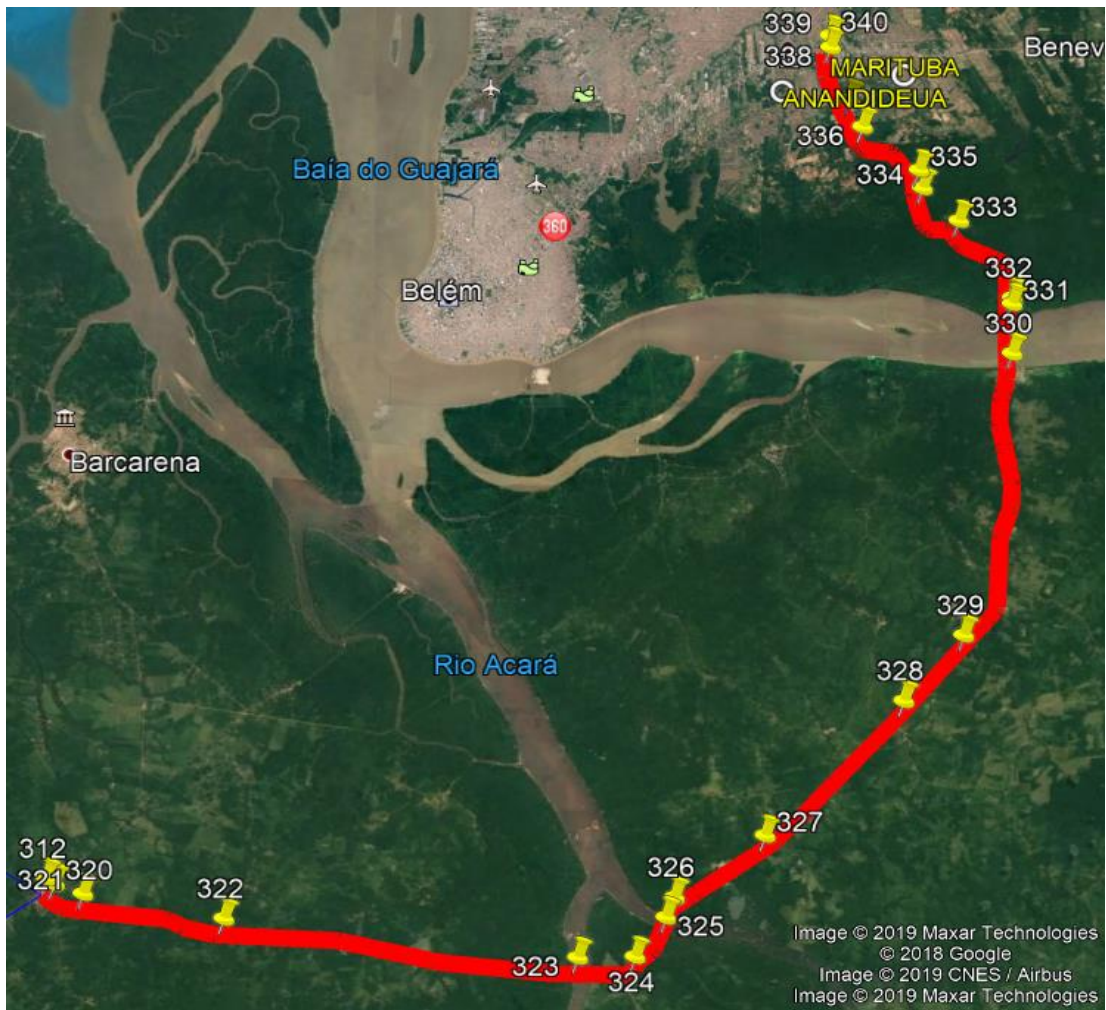 339
340
338
Benev
MARITUBA
ANANDIDEUA
336
335
334
Baía do Guajará
333
360
332
331
Belém
330
Barcarena
329
Rio Acará
328
327
312
326
321
320
322
325
323
324
Image © 2019 Maxar Technologies
© 2018 Google
Image © 2019 CNES / Airbus
Image © 2019 Maxar Technologies